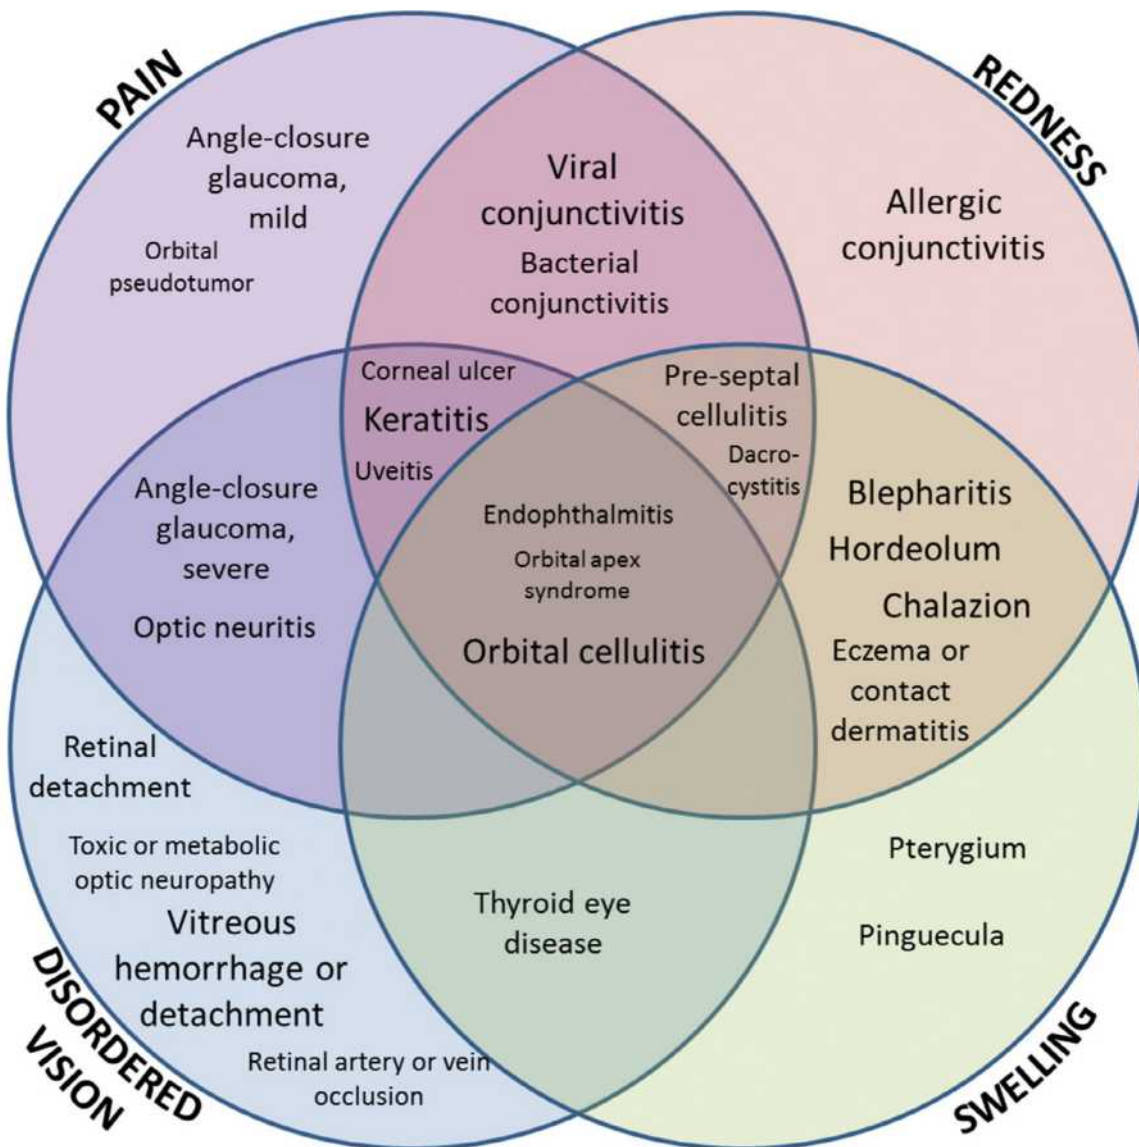 PAIN
REDNESS
Angle-closure
glaucoma,
mild
Orbital
pseudotumor
Viral
conjunctivitis
Bacterial
conjunctivitis
Allergic
conjunctivitis
Corneal ulcer
Keratitis
Uveitis
Pre-septal
cellulitis
Dacro-
cystitis
Angle-closure
glaucoma,
severe
Optic neuritis
Endophthalmitis
Orbital apex
syndrome
Orbital cellulitis
Blepharitis
Hordeolum
Chalazion
Eczema or
contact
dermatitis
Retinal
detachment
Toxic or metabolic
optic neuropathy
Vitreous
hemorrhage or
detachment
Retinal artery or vein
occlusion
Thyroid eye
disease
Pterygium
Pinguecula
DISORDERED
VISION
SWELLING